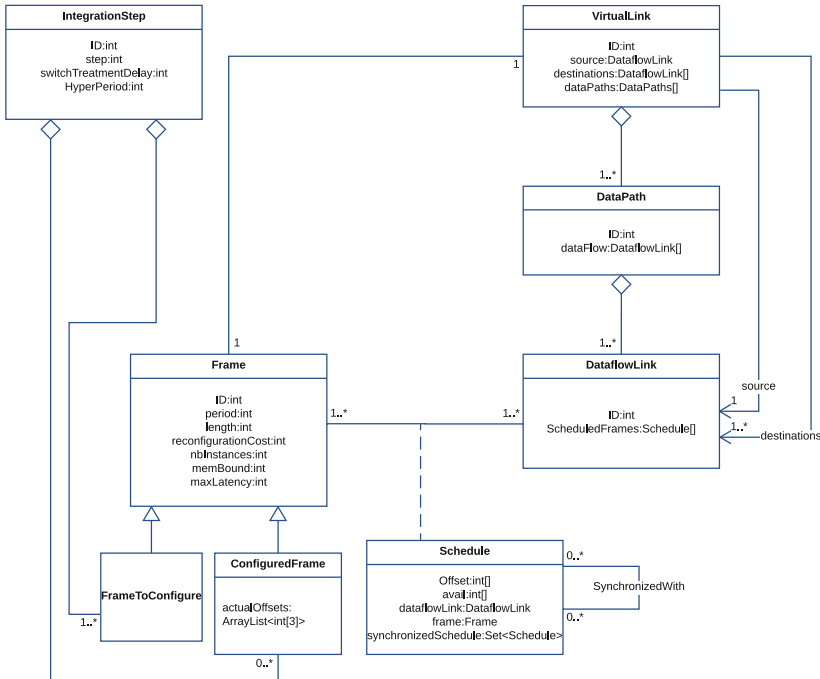 IntegrationStep
ID:int
step:int
switchTreatmentDelay:int
HyperPeriod:int
VirtualLink
ID:int
source:DataflowLink
destinations:DataflowLink[]
dataPaths:DataPaths[]
1
1..*
DataPath
ID:int
dataFlow:DataflowLink[]
1
1..*
Frame
ID:int
period:int
length:int
reconfigurationCost:int
nbInstances:int
memBound:int
maxLatency:int
1..*
1..*
DataflowLink
ID:int
ScheduledFrames:Schedule[]
source
1
1..*
destinations
FrameToConfigure
1..*
ConfiguredFrame
actualOffsets:
ArrayList<int[3]>
0..*
Schedule
Offset:int[]
avail:int[]
dataflowLink:DataflowLink
frame:Frame
synchronizedSchedule:Set<Schedule>
0..*
SynchronizedWith
0..*